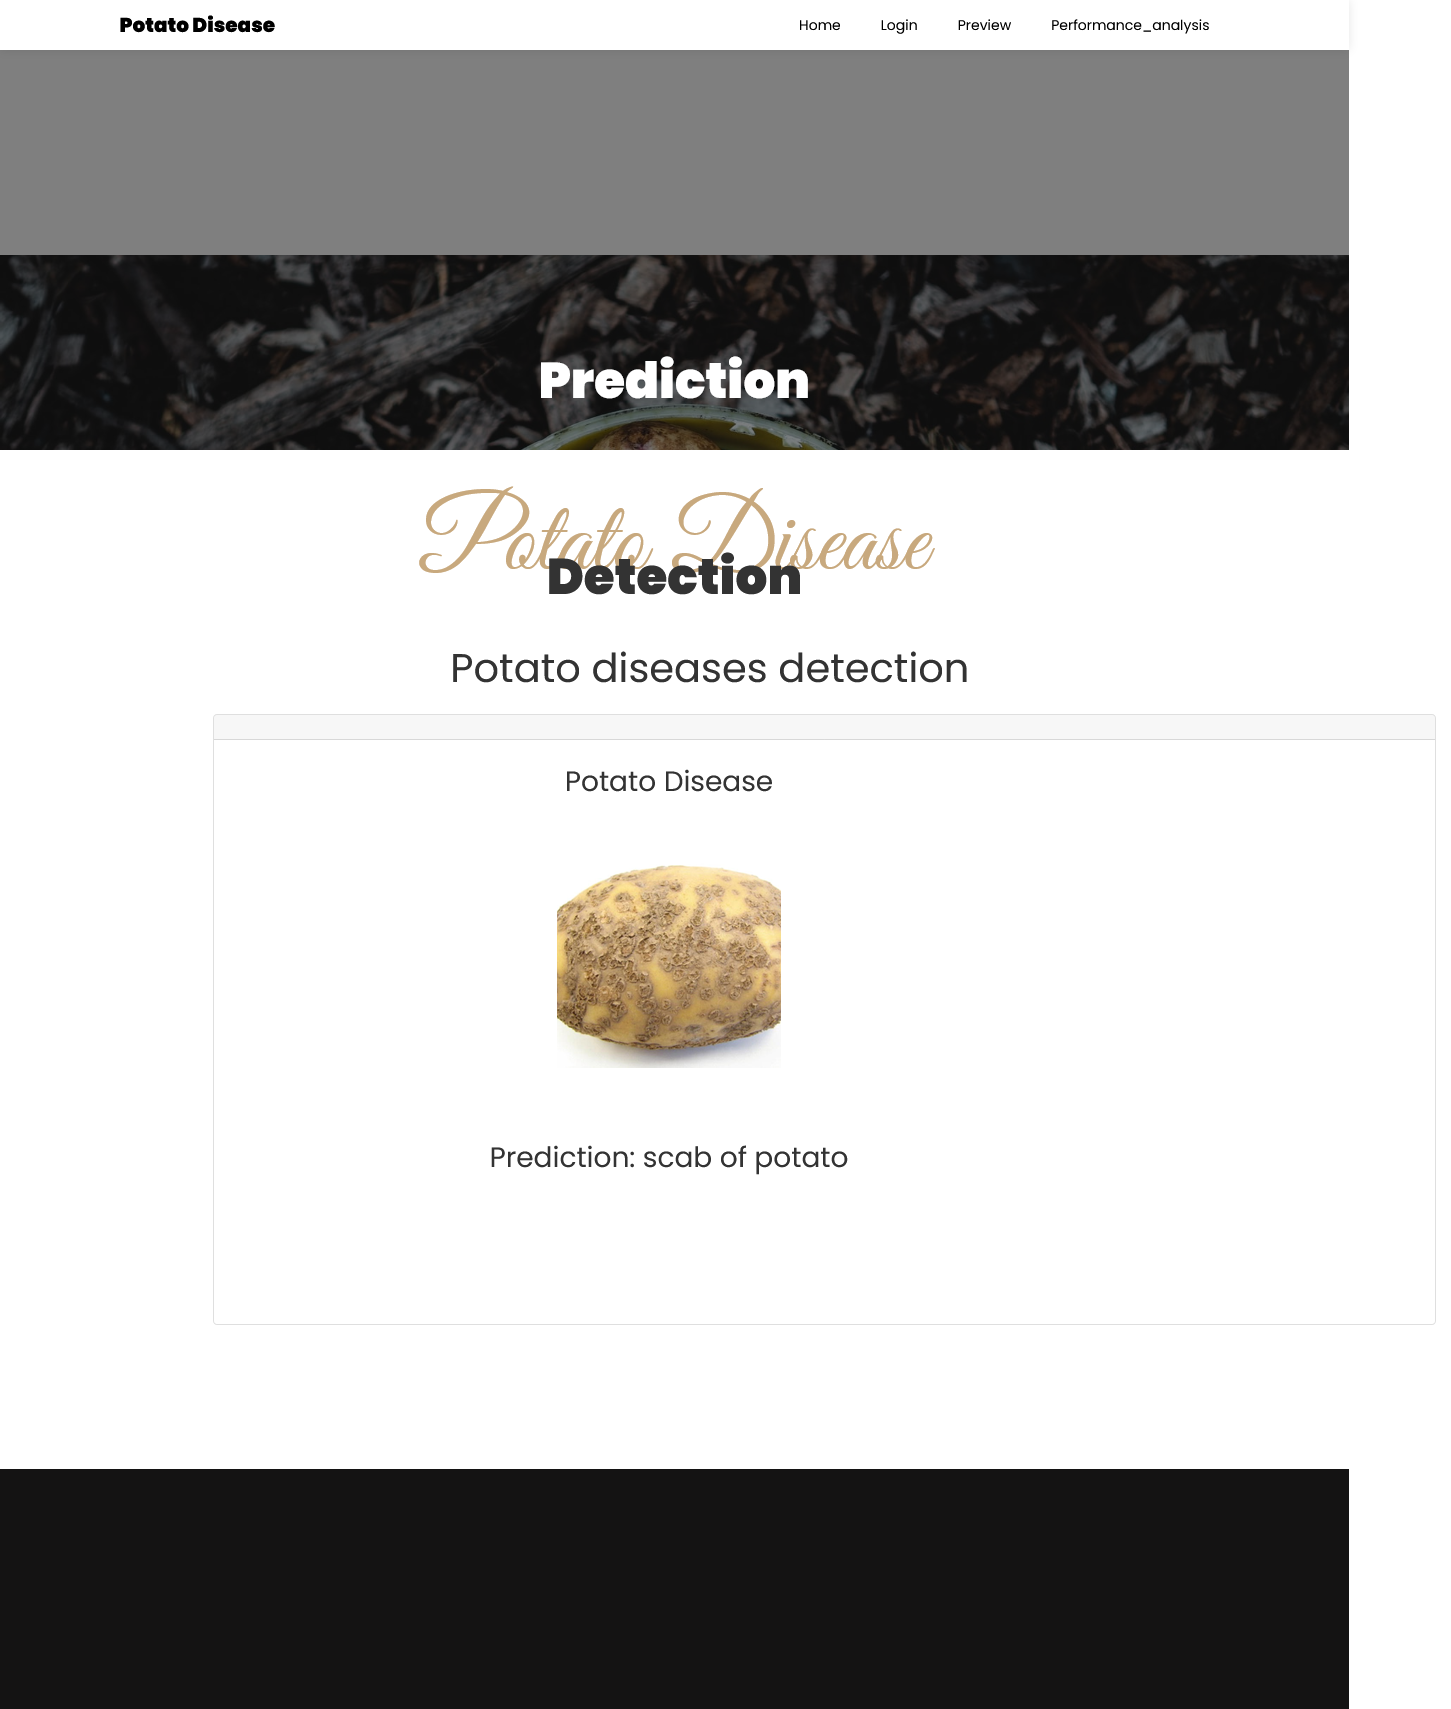 Potato Disease
Home Login Preview Performance_analysis
Prediction
Potato Disease
Detection
Potato diseases detection
Potato Disease
Prediction: scab of potato